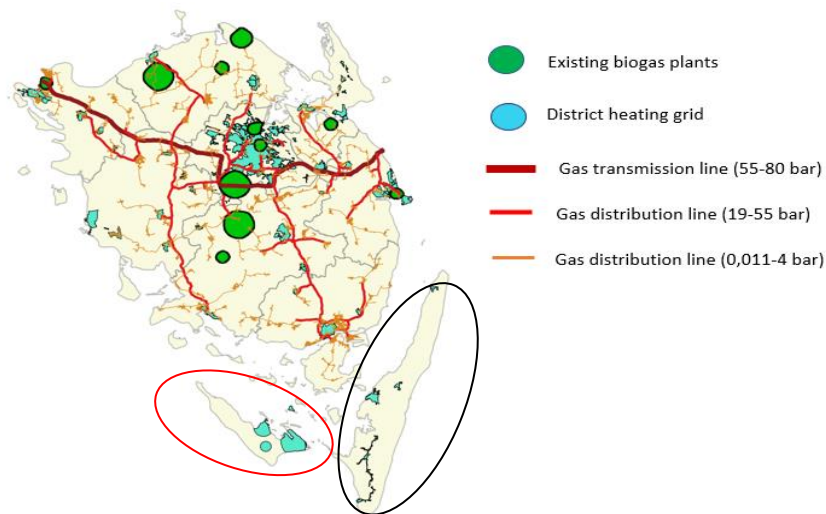 Existing biogas plants
District heating grid
Gas transmission line (55-80 bar)
Gas distribution line (19-55 bar)
Gas distribution line (0,011-4 bar)